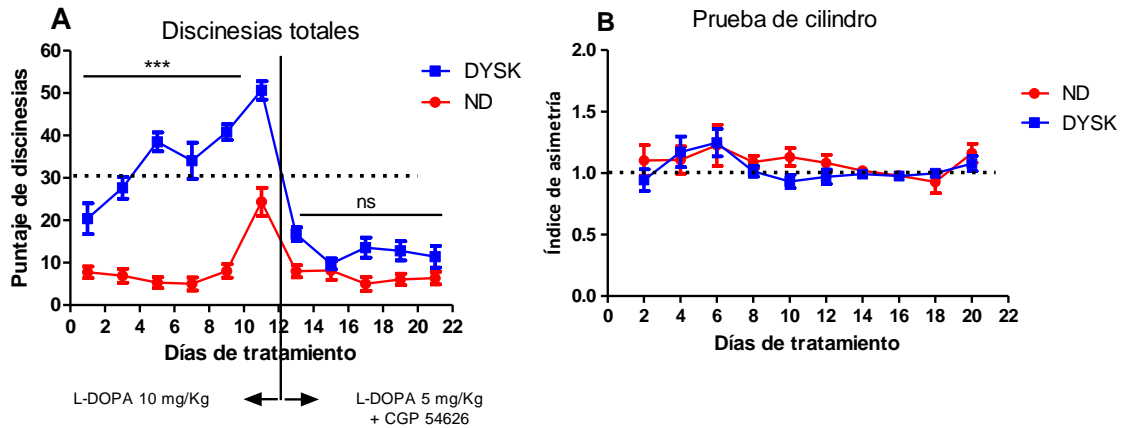 A
Discinesias totales
60
50
40
30
20
10
0
Puntaje de discinesias
***
ns
DYSK
ND
0 2 4 6 8 10 12 14 16 18 20 22
Días de tratamiento
L-DOPA 10 mg/Kg
L-DOPA 5 mg/Kg
+ CGP 54626
B
Prueba de cilindro
2.0
1.5
1.0
0.5
0.0
Índice de asimetría
ND
DYSK
0 2 4 6 8 10 12 14 16 18 20 22
Días de tratamiento